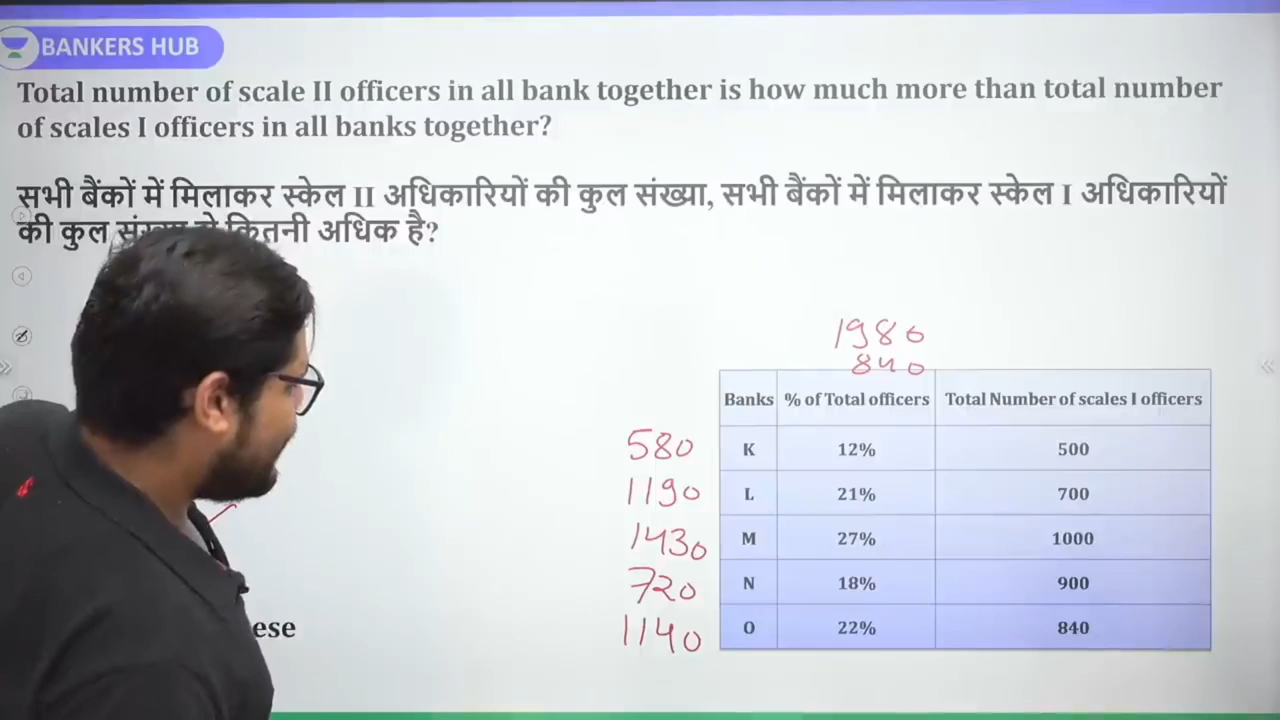 BANKERS HUB
Total number of scale II officers in all bank together is how much more than total number
of scales I officers in all banks together?
सभी बैंकों में मिलाकर स्केल II अधिकारियों की कुल संख्या, सभी बैंकों में मिलाकर स्केल I अधिकारियों
की कुल कितनी अधिक है?
1980
840
Banks % of Total officers Total Number of scales I officers
580 K 12% 500
1190 L 21% 700
1430 M 27% 1000
720 N 18% 900
1140 O 22% 840
ese